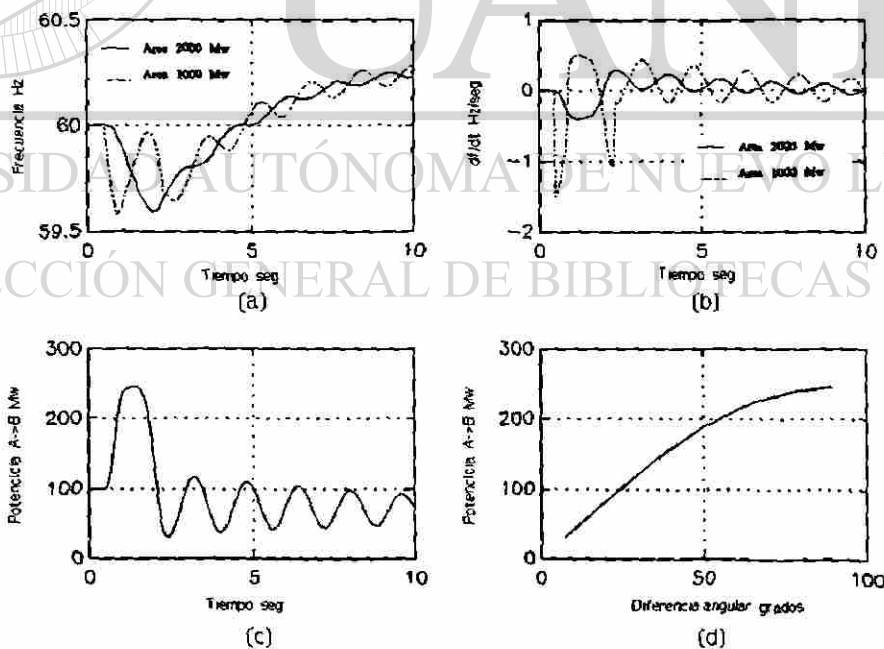 UANL
60.5
60
59.5
Frecuencia Hz
Area 2000 Mw
Area 1000 Mw
0
5
10
Tiempo seg
(a)
1
0
-1
-2
df/dt Hz/seg
Area 2000 Mw
Area 1000 Mw
0
5
10
Tiempo seg
(b)
SIDAD AUTÓNOMA DE NUEVO L
CCIÓN GENERAL DE BIBLIOTECAS
300
200
100
0
Potencia A->B Mw
0
5
10
Tiempo seg
(c)
300
200
100
0
Potencia A->B Mw
0
50
100
Diferencia angular grados
(d)